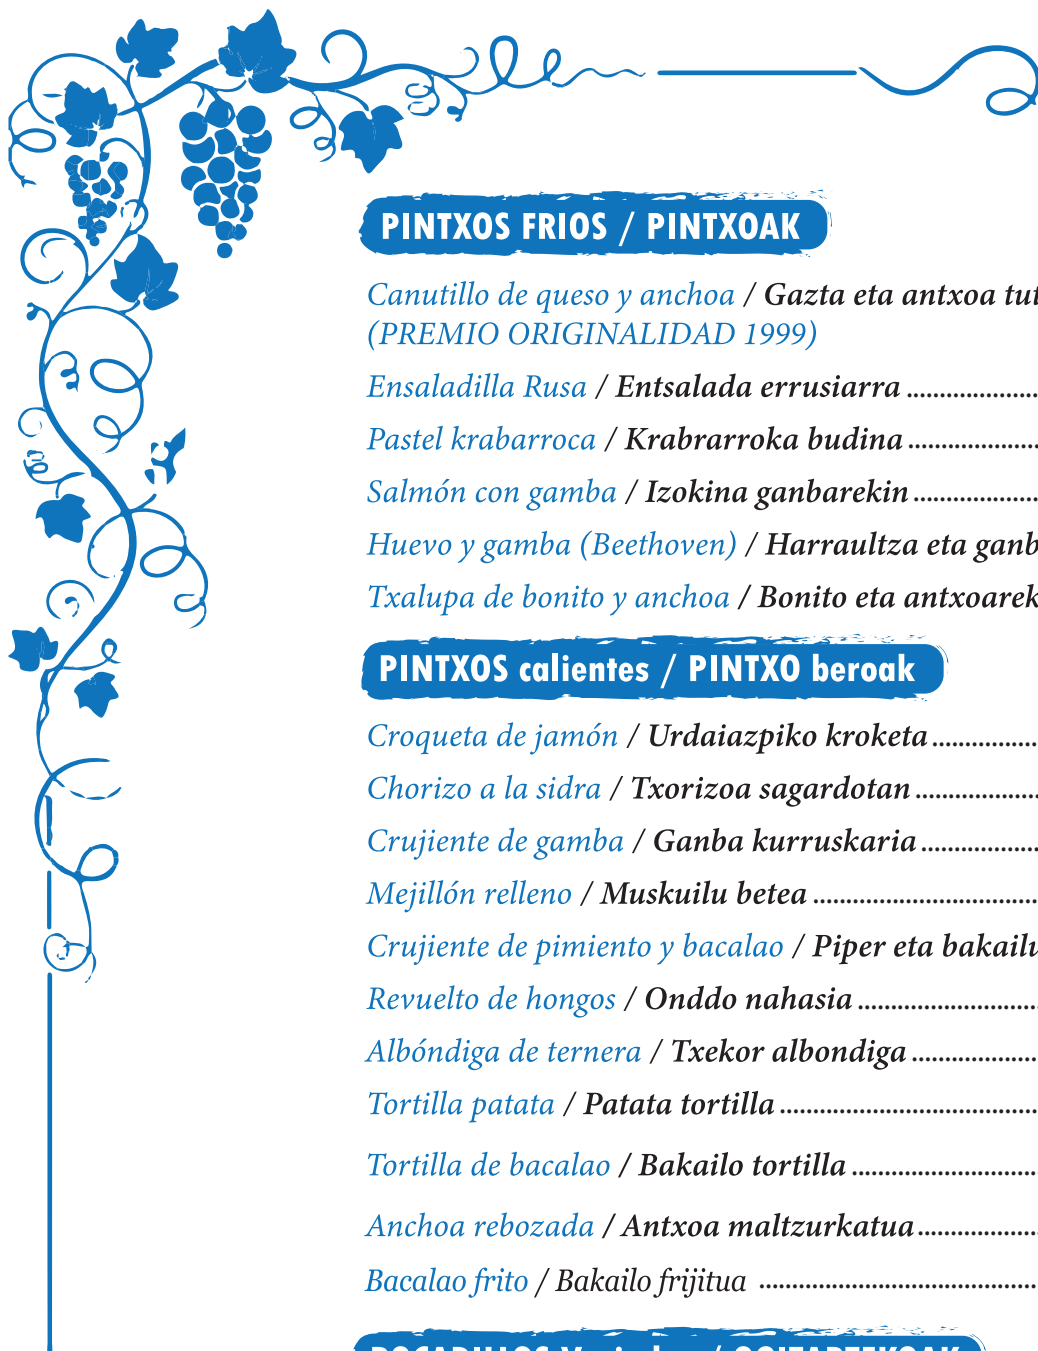 PINTXOS FRIOS / PINTXOAK
Canutillo de queso y anchoa / Gazta eta antxoa
(PREMIO ORIGINALIDAD 1999)
Ensaladilla Rusa / Entsalada errusiarra
Pastel krabarroca / Krabrarroka budina
Salmón con gamba / Izokina ganbarekin
Huevo y gamba (Beethoven) / Harraultza eta
Txalupa de bonito y anchoa / Bonito eta
PINTXOS calientes / PINTXO beroak
Croqueta de jamón / Urdaiazpiko kroketa
Chorizo a la sidra / Txorizoa sagardotan
Crujiente de gamba / Ganba kurruskaria
Mejillón relleno / Muskuilu betea
Crujiente de pimiento y bacalao / Piper eta
Revuelto de hongos / Onddo nahasia
Albóndiga de ternera / Txekor albondiga
Tortilla patata / Patata tortilla
Tortilla de bacalao / Bakailo tortilla
Anchoa rebozada / Antxoa maltzurkatua
Bacalao frito / Bakailo frijitua